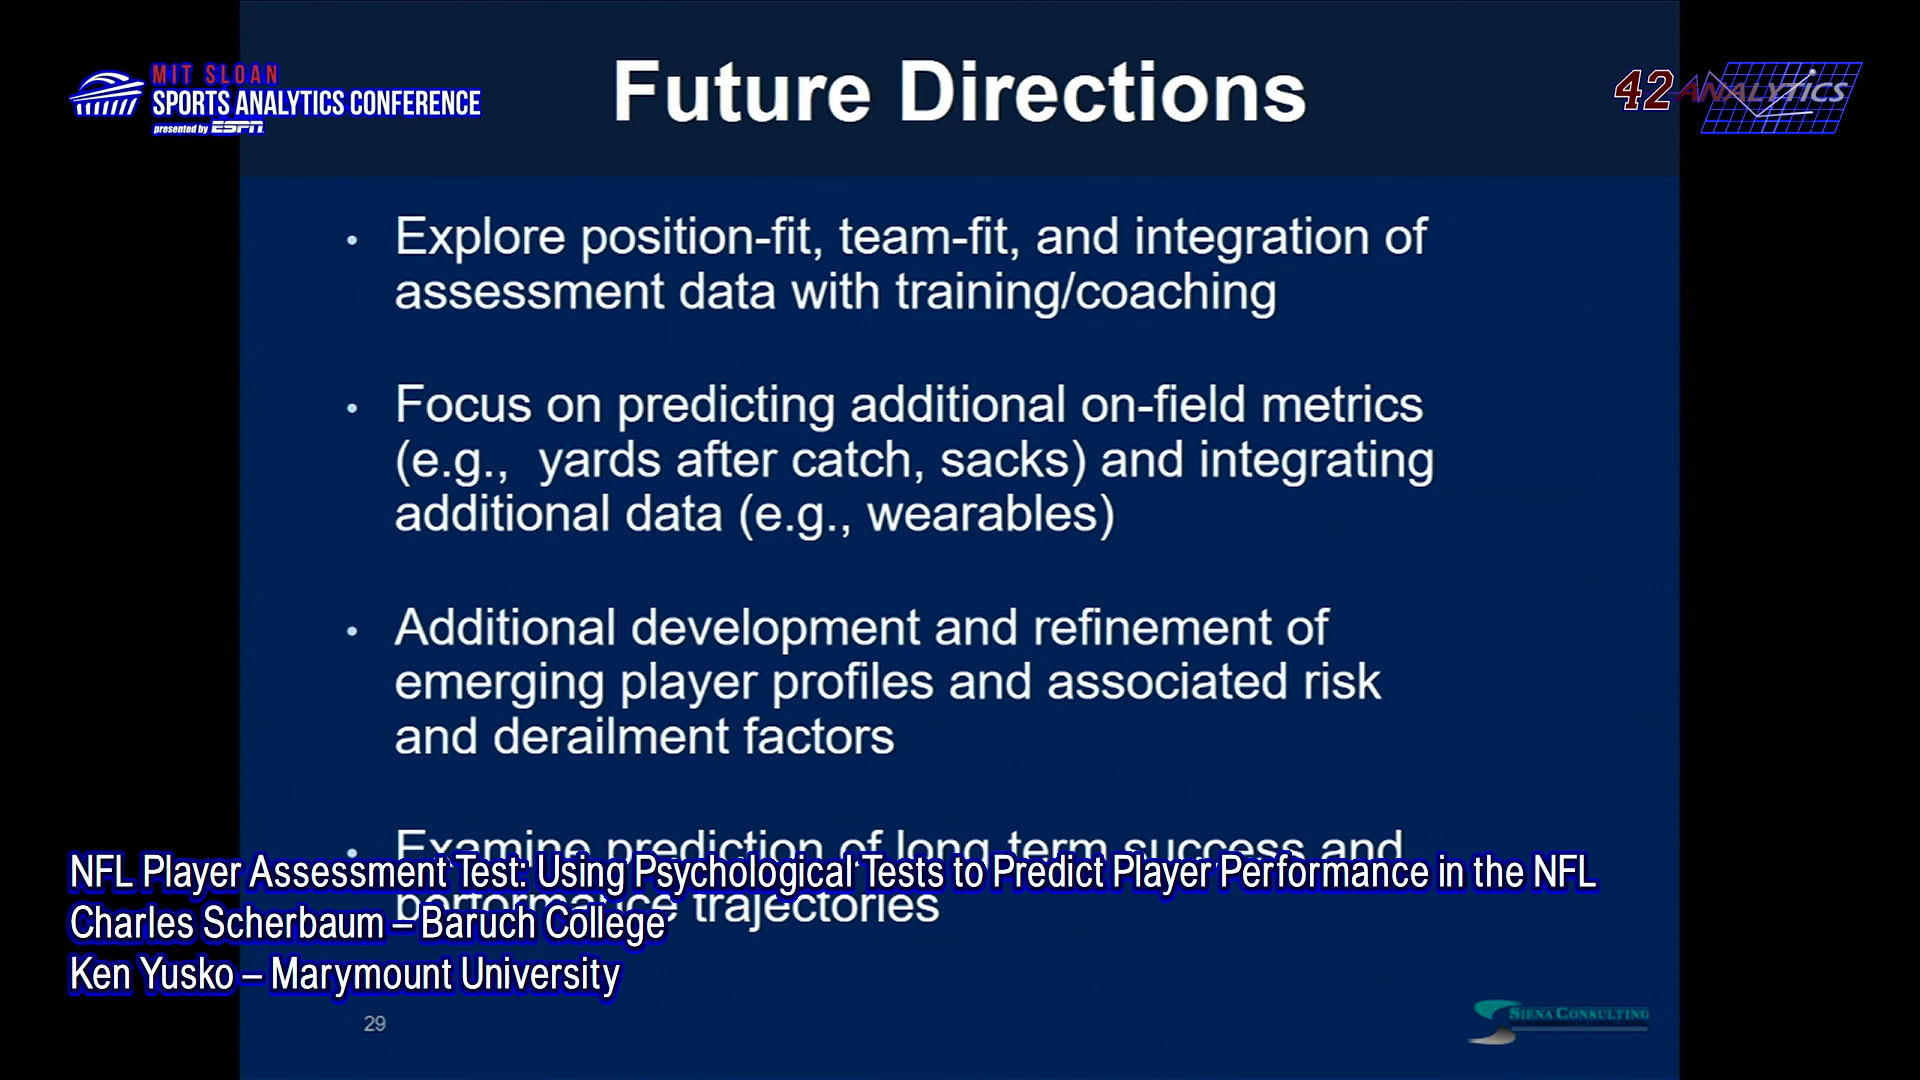 MIT SLOAN
SPORTS ANALYTICS CONFERENCE
presented by ESPN
Future Directions
42 ANALYTICS
• Explore position-fit, team-fit, and integration of
assessment data with training/coaching
• Focus on predicting additional on-field metrics
(e.g., yards after catch, sacks) and integrating
additional data (e.g., wearables)
• Additional development and refinement of
emerging player profiles and associated risk
and derailment factors
• Examine prediction of long term success and
performance trajectories
NFL Player Assessment Test: Using Psychological Tests to Predict Player Performance in the NFL
Charles Scherbaum – Baruch College
Ken Yusko – Marymount University
29
SIENA CONSULTING